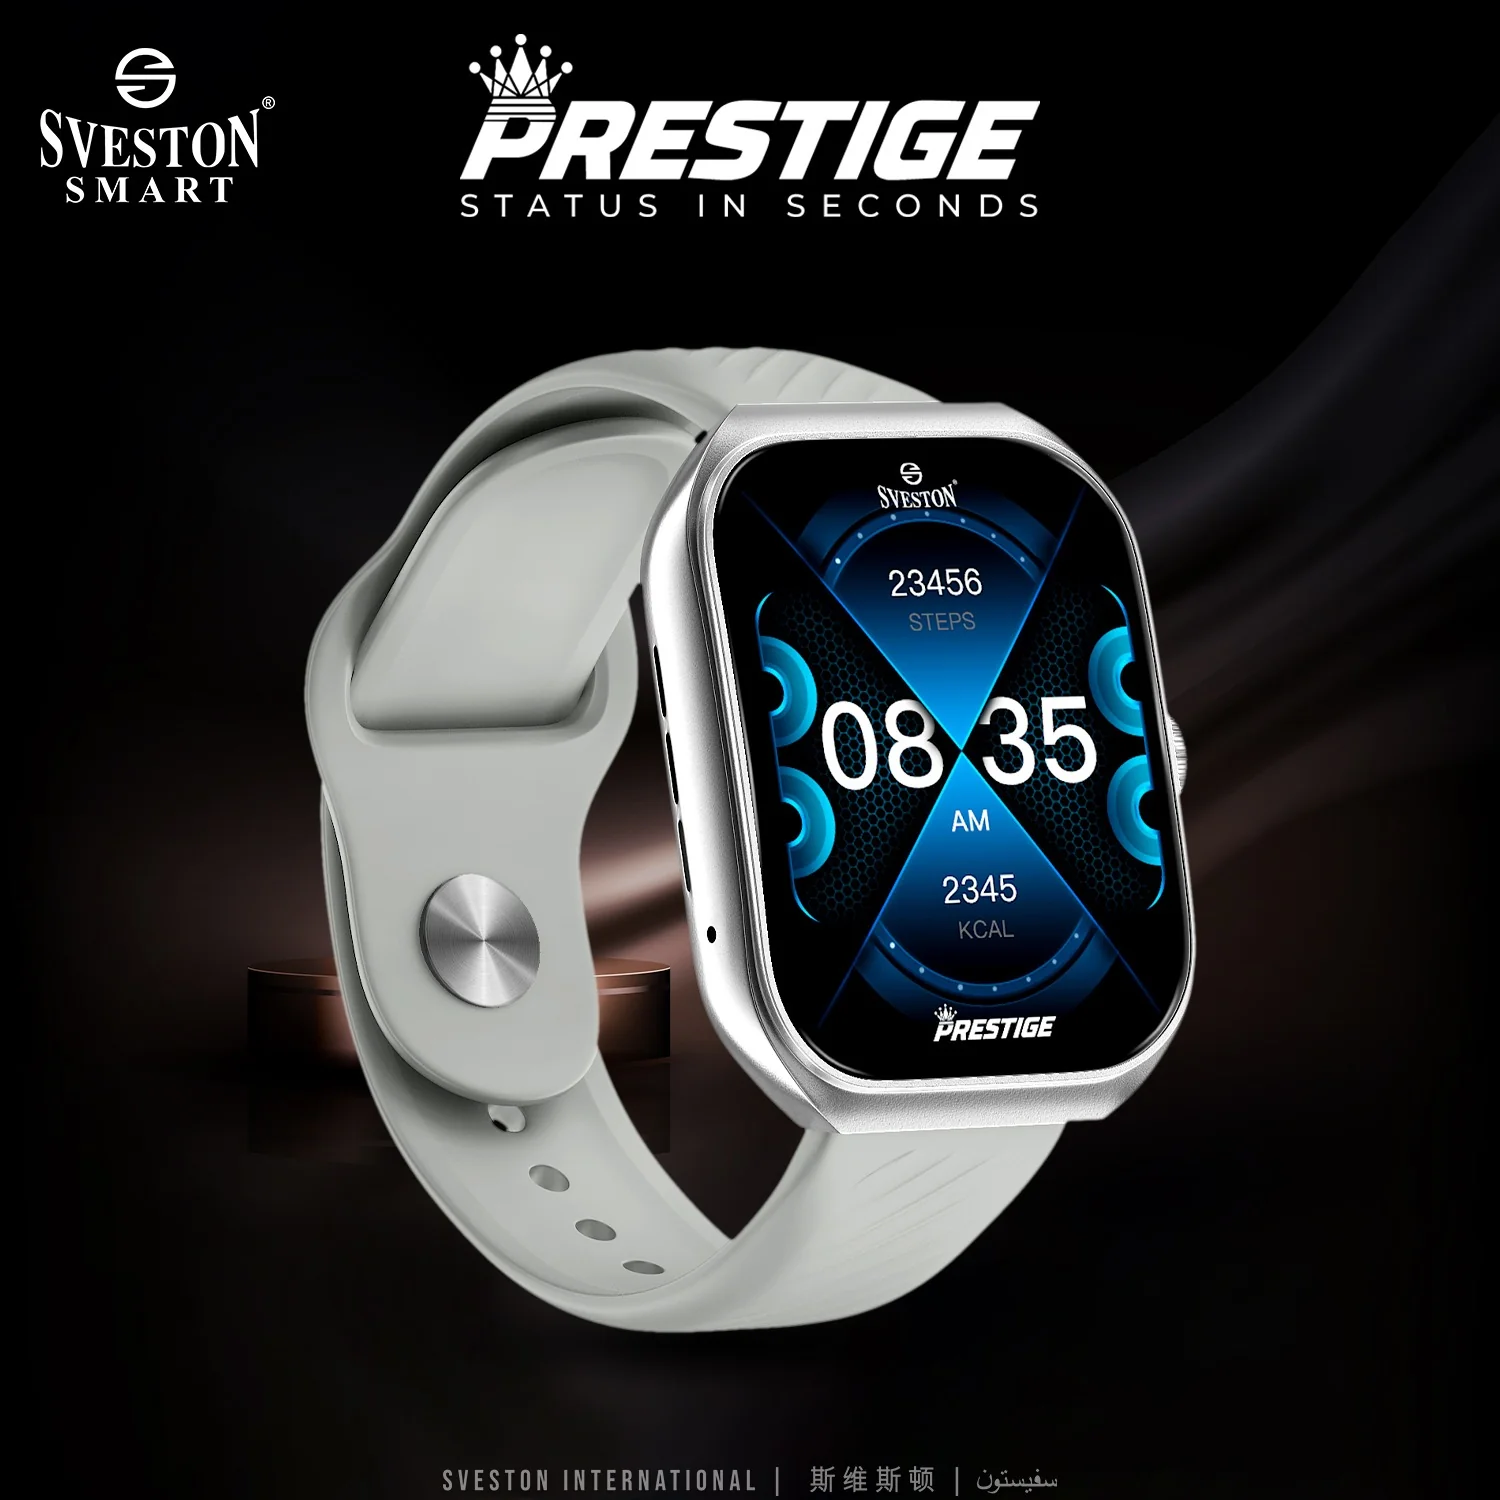 SVESTON®
SMART
PRESTIGE
STATUS IN SECONDS
SVESTON®
23456
STEPS
08 35
AM
2345
KCAL
PRESTIGE
SVESTON INTERNATIONAL | 斯维斯顿 | سفيستون